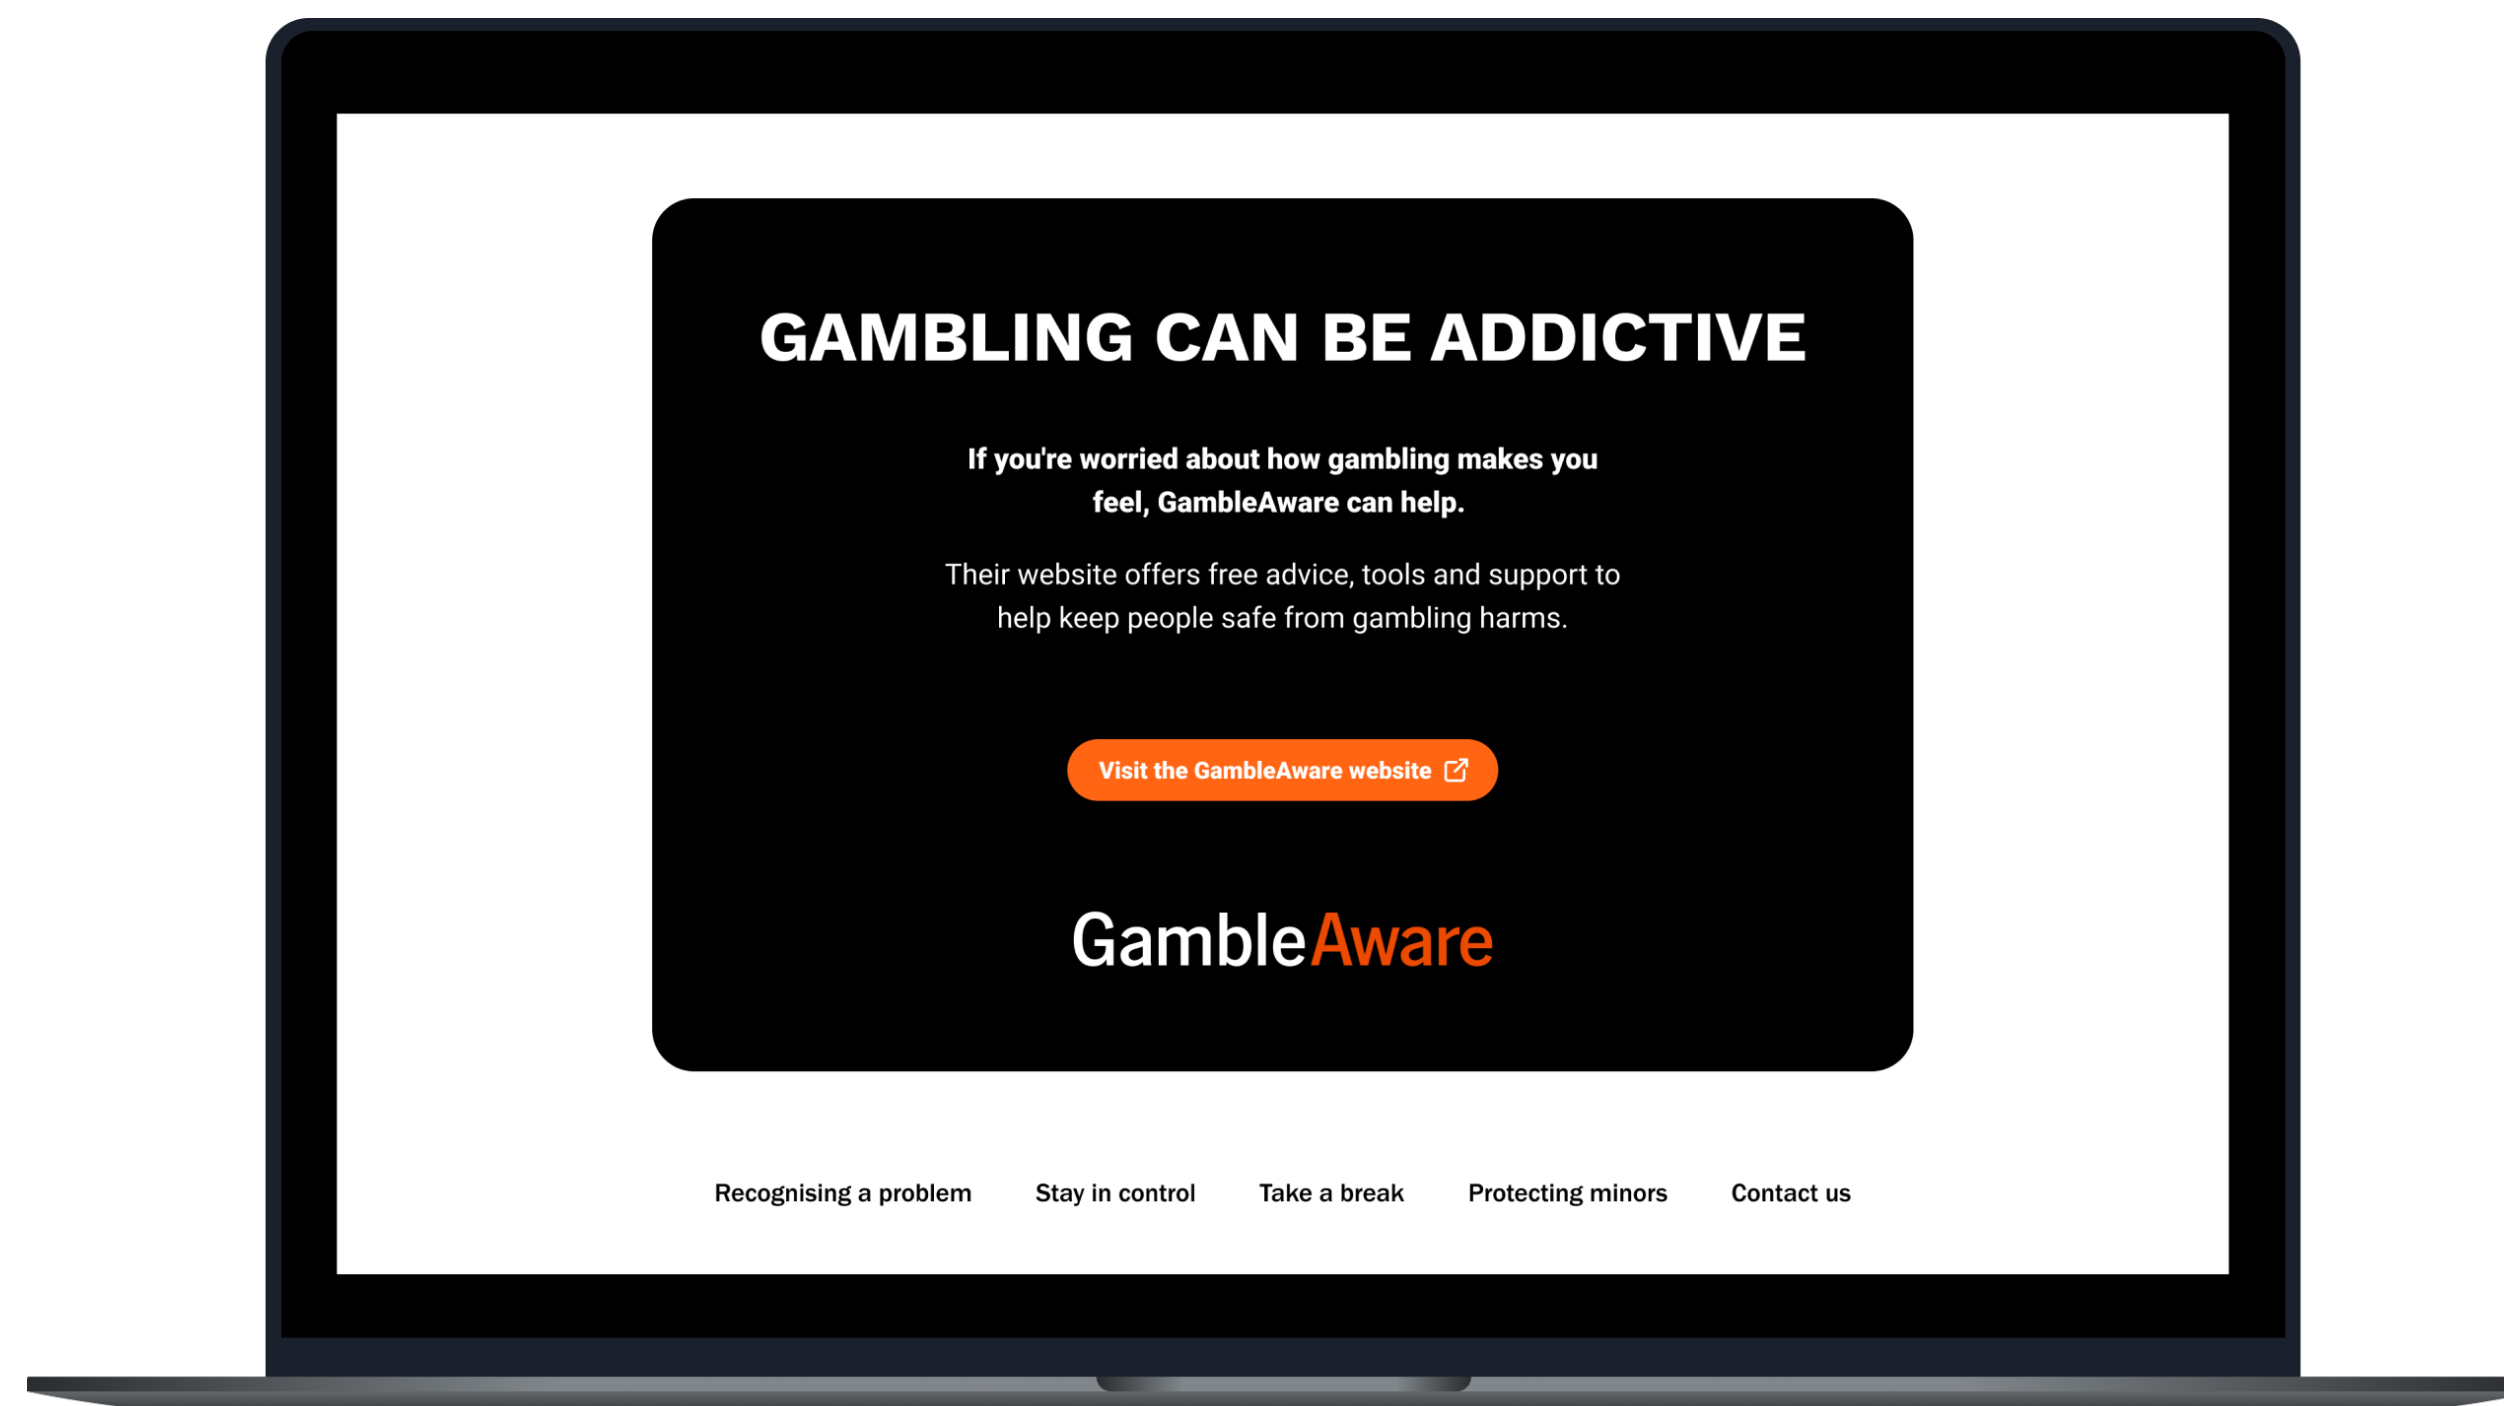 GAMBLING CAN BE ADDICTIVE
If you're worried about how gambling makes you
feel, GambleAware can help.
Their website offers free advice, tools and support to
help keep people safe from gambling harms.
Visit the GambleAware website
GambleAware
Recognising a problem Stay in control Take a break Protecting minors Contact us